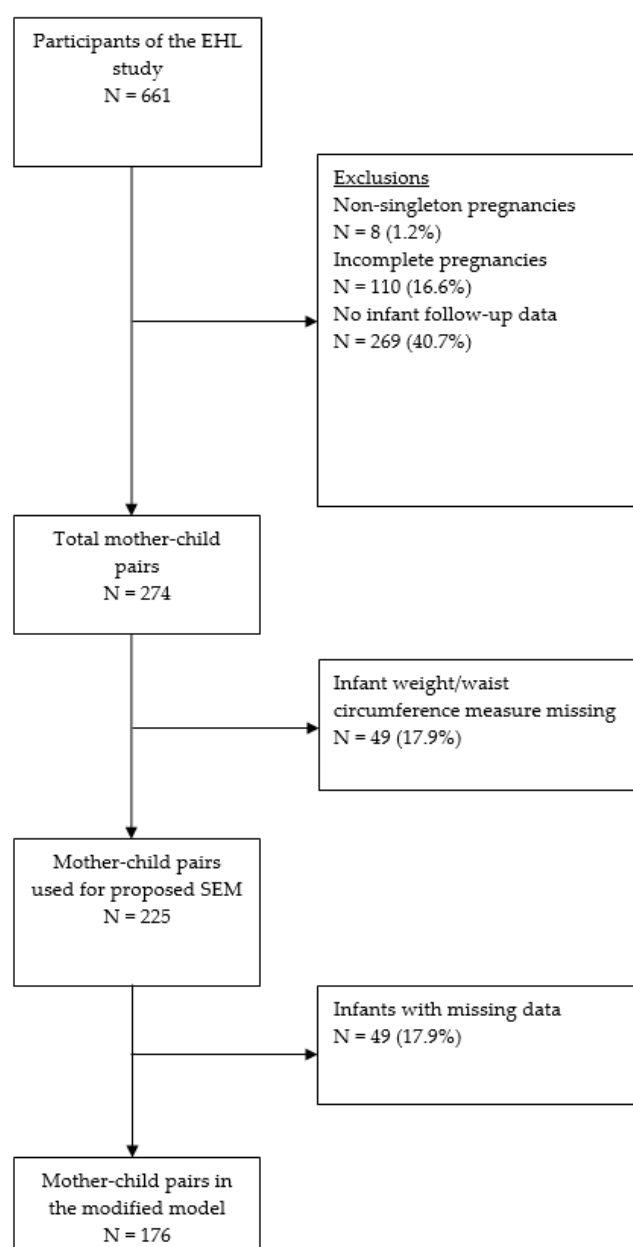 Participants of the EHL
study
N = 661
Exclusions
Non-singleton pregnancies
N = 8 (1.2%)
Incomplete pregnancies
N = 110 (16.6%)
No infant follow-up data
N = 269 (40.7%)
Total mother-child
pairs
N = 274
Infant weight/waist
circumference measure missing
N = 49 (17.9%)
Mother-child pairs
used for proposed SEM
N = 225
Infants with missing data
N = 49 (17.9%)
Mother-child pairs in
the modified model
N = 176